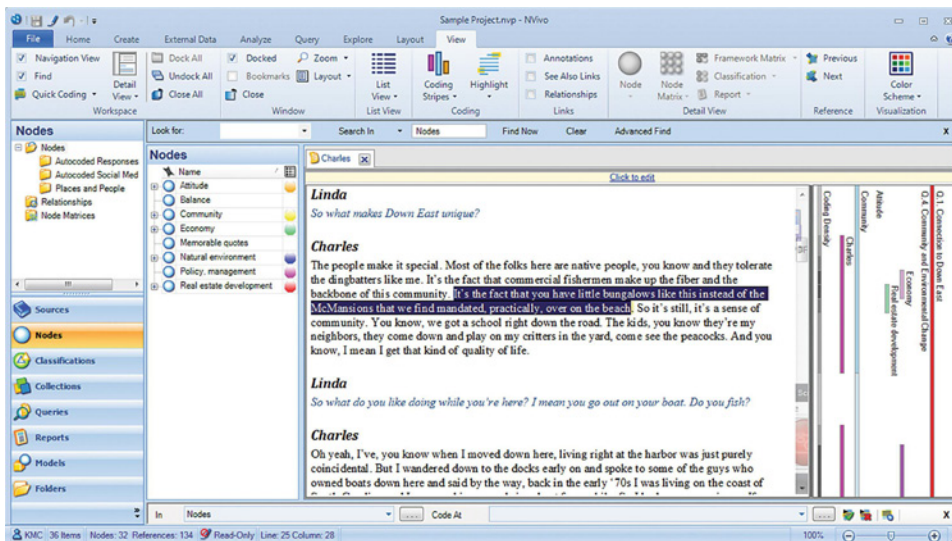 Sample Project.nvp - NVivo
File Home Create External Data Analyze Query Explore Layout View
Navigation View Dock All Docked Zoom Annotations Framework Matrix Previous
Find Undock All Bookmarks Layout See Also Links Classification Next
Quick Coding Detail View Close All Close List View Coding Stripes Highlight Relationships Node Node Matrix Report Color Scheme
Workspace Window List View Coding Links Detail View Reference Visualization
Nodes Look for: Search In Nodes Find Now Clear Advanced Find x
Nodes
Autocoded Responses
Autocoded Social Med
Places and People
Relationships
Node Matrices
Sources
Nodes
Classifications
Collections
Queries
Reports
Models
Folders
Nodes
Name
Attitude
Balance
Community
Economy
Memorable quotes
Natural environment
Policy, management
Real estate development
Charles
Click to edit
Linda
So what makes Down East unique?
Charles
The people make it special. Most of the folks here are native people, you know and they tolerate
the dingbatters like me. It's the fact that commercial fishermen make up the fiber and the
backbone of this community. It's the fact that you have little bungalows like this instead of the
McMansions that we find mandated, practically, over on the beach. So it's still, it's a sense of
community. You know, we got a school right down the road. The kids, you know they're my
neighbors, they come down and play on my critters in the yard, come see the peacocks. And you
know, I mean I get that kind of quality of life.
Linda
So what do you like doing while you're here? I mean you go out on your boat. Do you fish?
Charles
Oh yeah, I've, you know when I moved down here, living right at the harbor was just purely
coincidental. But I wandered down to the docks early on and spoke to some of the guys who
owned boats down here and said by the way, back in the early '70s I was living on the coast of
Coding Density
Charles
Community
Attitude
Real estate development
Economy
Q.4. Community and Environmental Change
Q.1. Connection to Down East
In Nodes Code At
KMC 36 Items Nodes: 32 References: 134 Read-Only Line: 25 Column: 28 100%